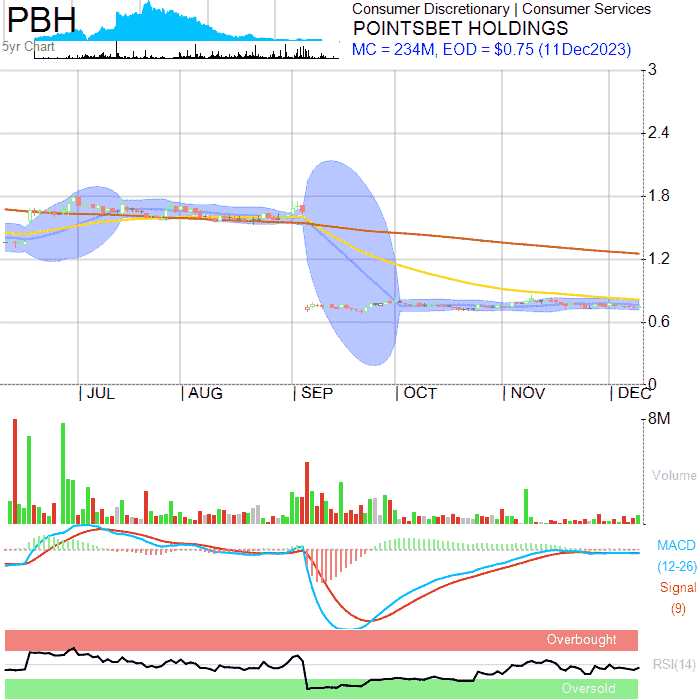 PBH
5yr Chart
Consumer Discretionary | Consumer Services
POINTSBET HOLDINGS
MC = 234M, EOD = $0.75 (11Dec2023)
3
2.4
1.8
1.2
0.6
0
| JUL | AUG | SEP | OCT | NOV | DEC
8M
Volume
MACD
(12-26)
Signal
(9)
Overbought
RSI(14)
Oversold